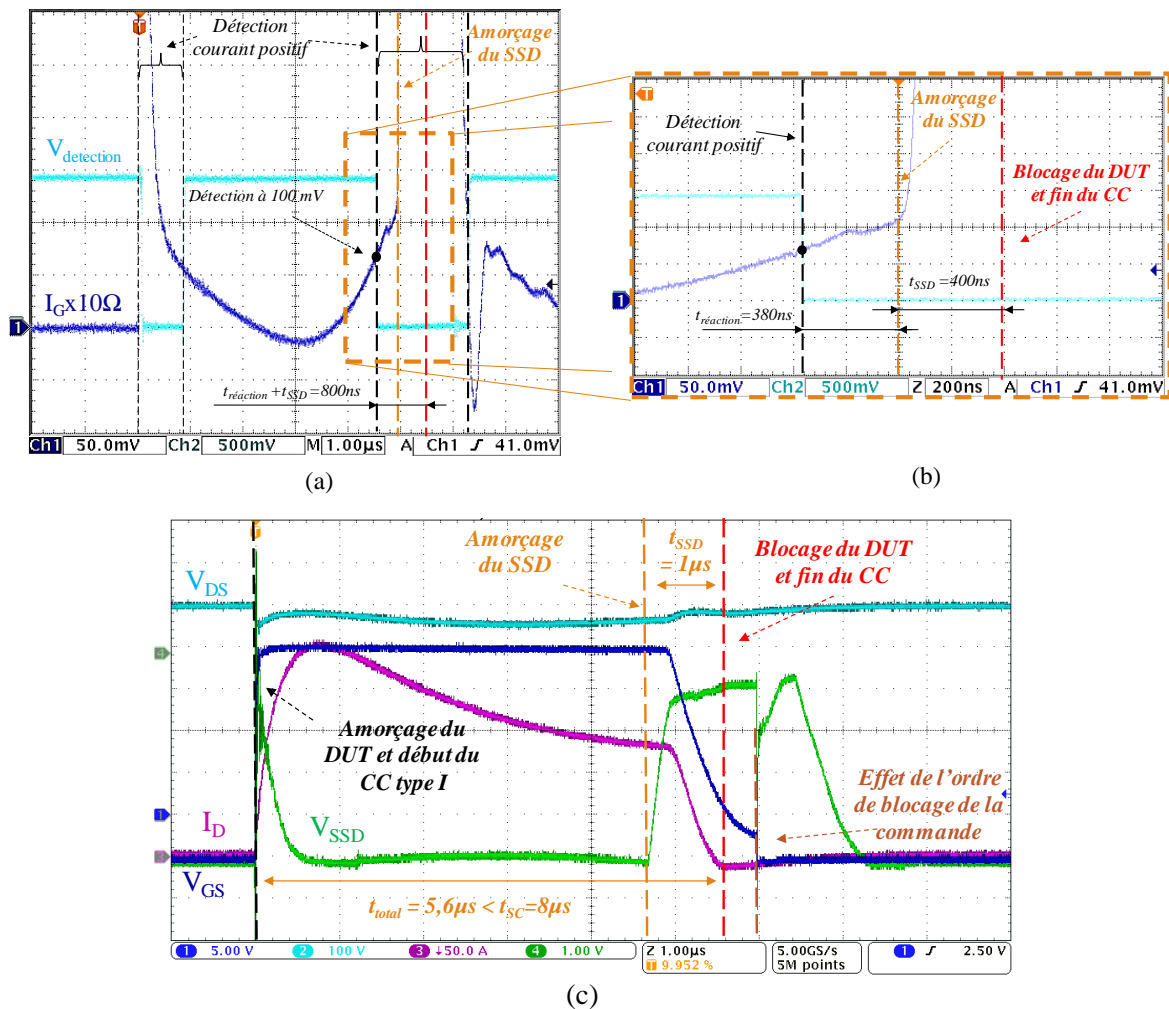 T
Détection
courant positif
Amorçage
du SSD
V_detection
Détection à 100 mV
I_G x10Ω
1
t_réaction + t_SSD = 800ns
Ch1 50.0mV Ch2 500mV M 1.00µs A Ch1 ʃ 41.0mV
(a)
T
Amorçage
du SSD
Détection
courant positif
Blocage du DUT
et fin du CC
t_SSD = 400ns
1
t_réaction = 380ns
Ch1 50.0mV Ch2 500mV Z 200ns A Ch1 ʃ 41.0mV
(b)
Amorçage
du SSD
t_SSD
= 1µs
Blocage du DUT
et fin du CC
V_DS
4
Amorçage du
DUT et début du
CC type I
Effet de l'ordre
de blocage de la
commande
1
I_D
V_SSD
3
V_GS
t_total = 5,6µs < t_SC=8µs
1 5.00 V 2 100 V 3 ↓50.0 A 4 1.00 V Z 1.00µs 5.00GS/s 1 ʃ 2.50 V
T 9.952 % 5M points
(c)